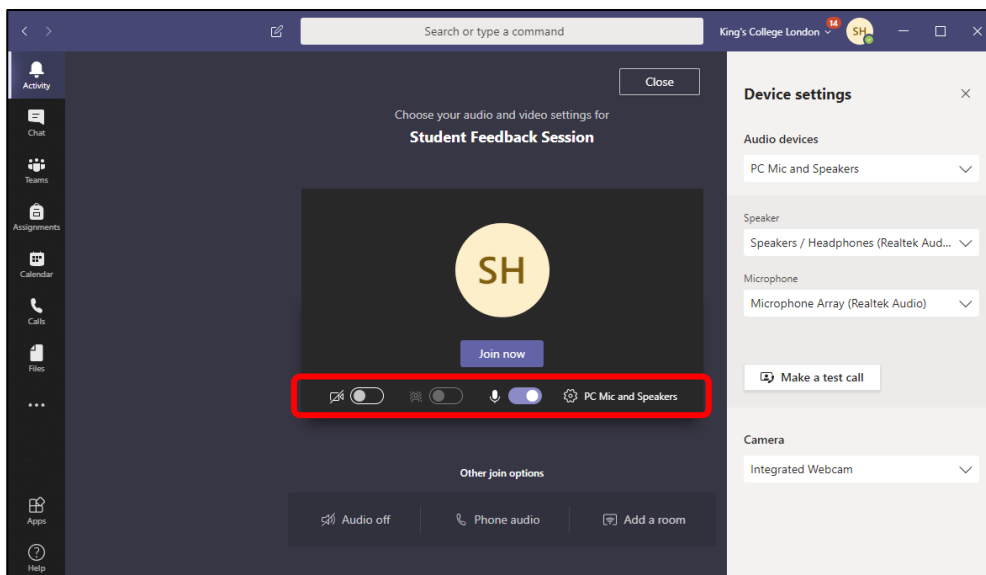 Search or type a command
King's College London
14
SH
Activity
Chat
Teams
Assignments
Calendar
Calls
Files
Apps
Help
Close
Choose your audio and video settings for
Student Feedback Session
SH
Join now
PC Mic and Speakers
Other join options
Audio off
Phone audio
Add a room
Device settings
Audio devices
PC Mic and Speakers
Speaker
Speakers / Headphones (Realtek Aud...
Microphone
Microphone Array (Realtek Audio)
Make a test call
Camera
Integrated Webcam